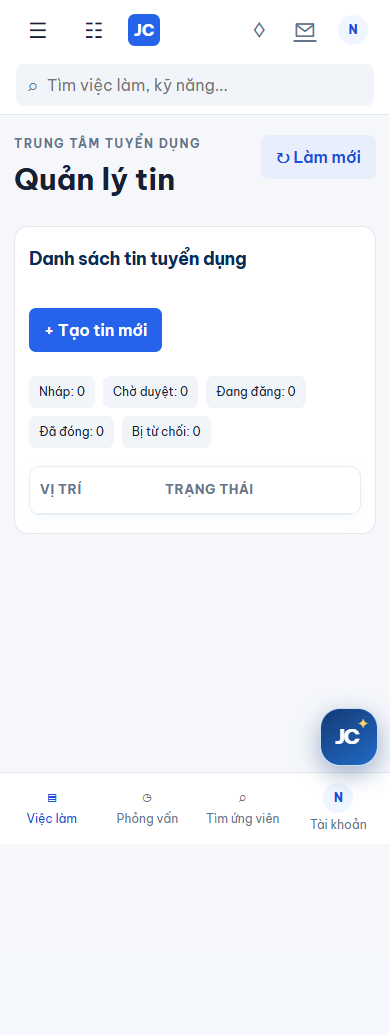 JC
N
Tìm việc làm, kỹ năng...
TRUNG TÂM TUYỂN DỤNG
Quản lý tin
↻ Làm mới
Danh sách tin tuyển dụng
+ Tạo tin mới
Nháp: 0
Chờ duyệt: 0
Đang đăng: 0
Đã đóng: 0
Bị từ chối: 0
VỊ TRÍ
TRẠNG THÁI
JC
Việc làm
Phỏng vấn
Tìm ứng viên
N
Tài khoản